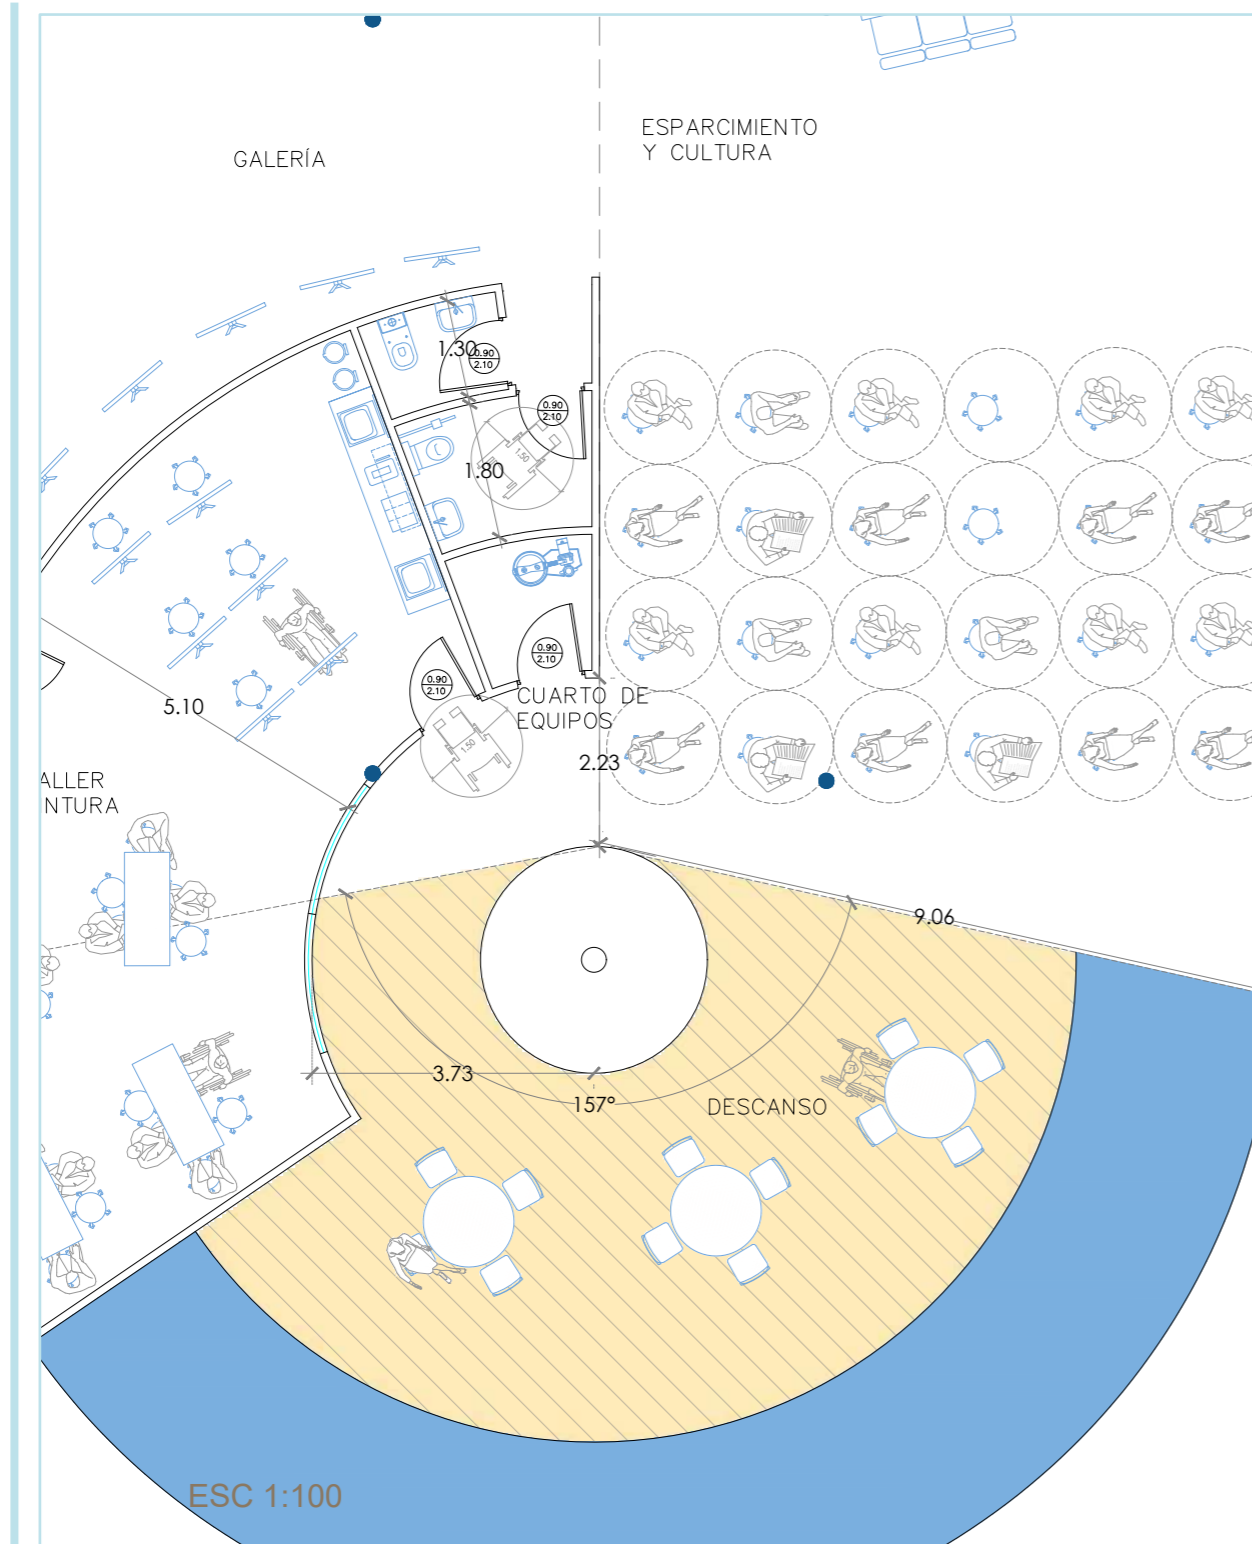 ESPARCIMIENTO
Y CULTURA
GALERÍA
1.30
0.90
2.10
0.90
2.10
1.50
1.80
0.90
2.10
0.90
2.10
CUARTO DE
EQUIPOS
5.10
1.50
2.23
ALLER
NTURA
9.06
3.73
157°
DESCANSO
ESC 1:100